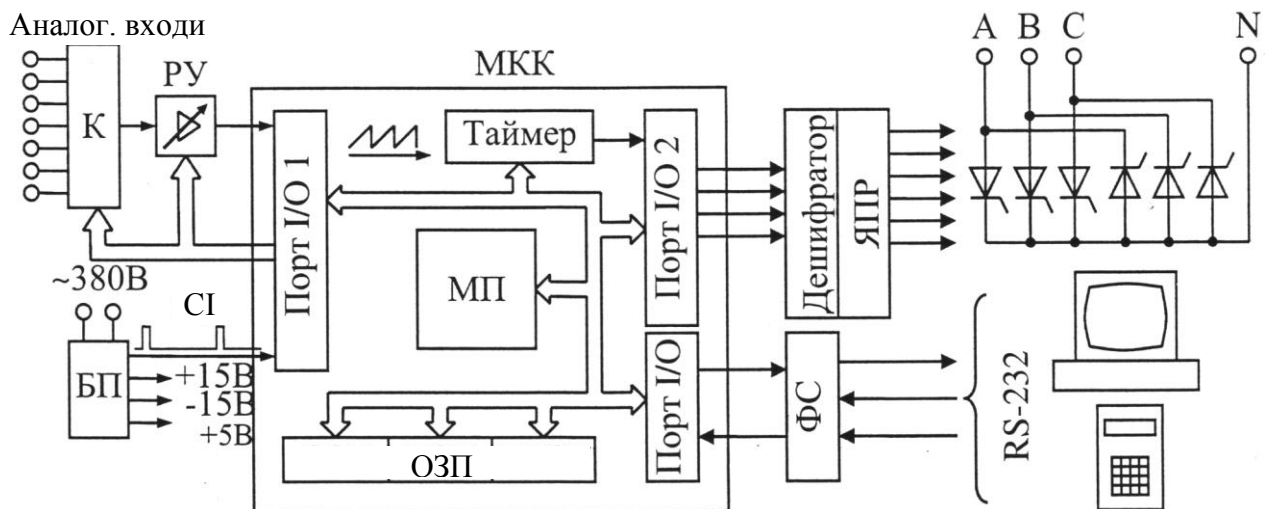 Аналог. входи
A B C N
РУ
МКК
К
Порт I/O 1
Таймер
Порт I/O 2
Дешифратор
ЯПР
~380В
МП
CI
БП
+15В
-15В
+5В
Порт I/O
ФС
RS-232
ОЗП